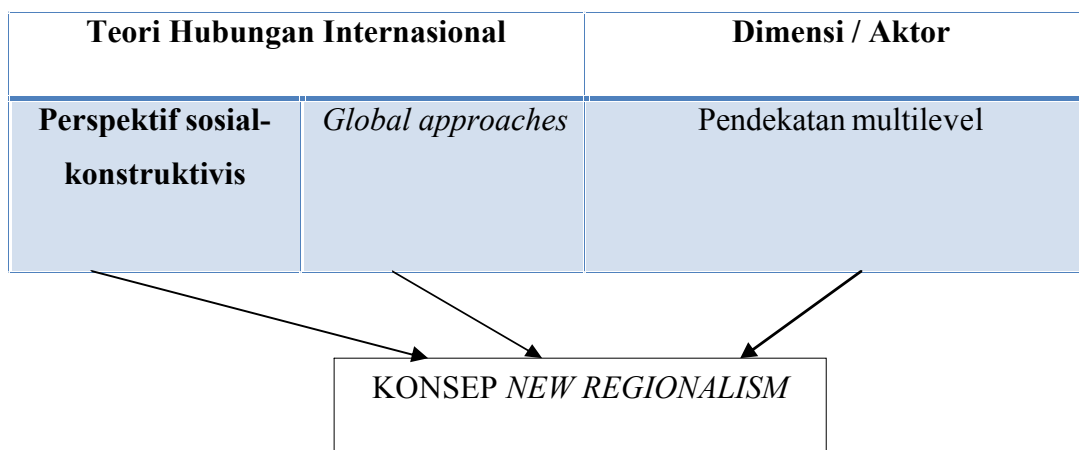 Teori Hubungan Internasional
Dimensi / Aktor
Perspektif sosial-
konstruktivis
Global approaches
Pendekatan multilevel
KONSEP NEW REGIONALISM